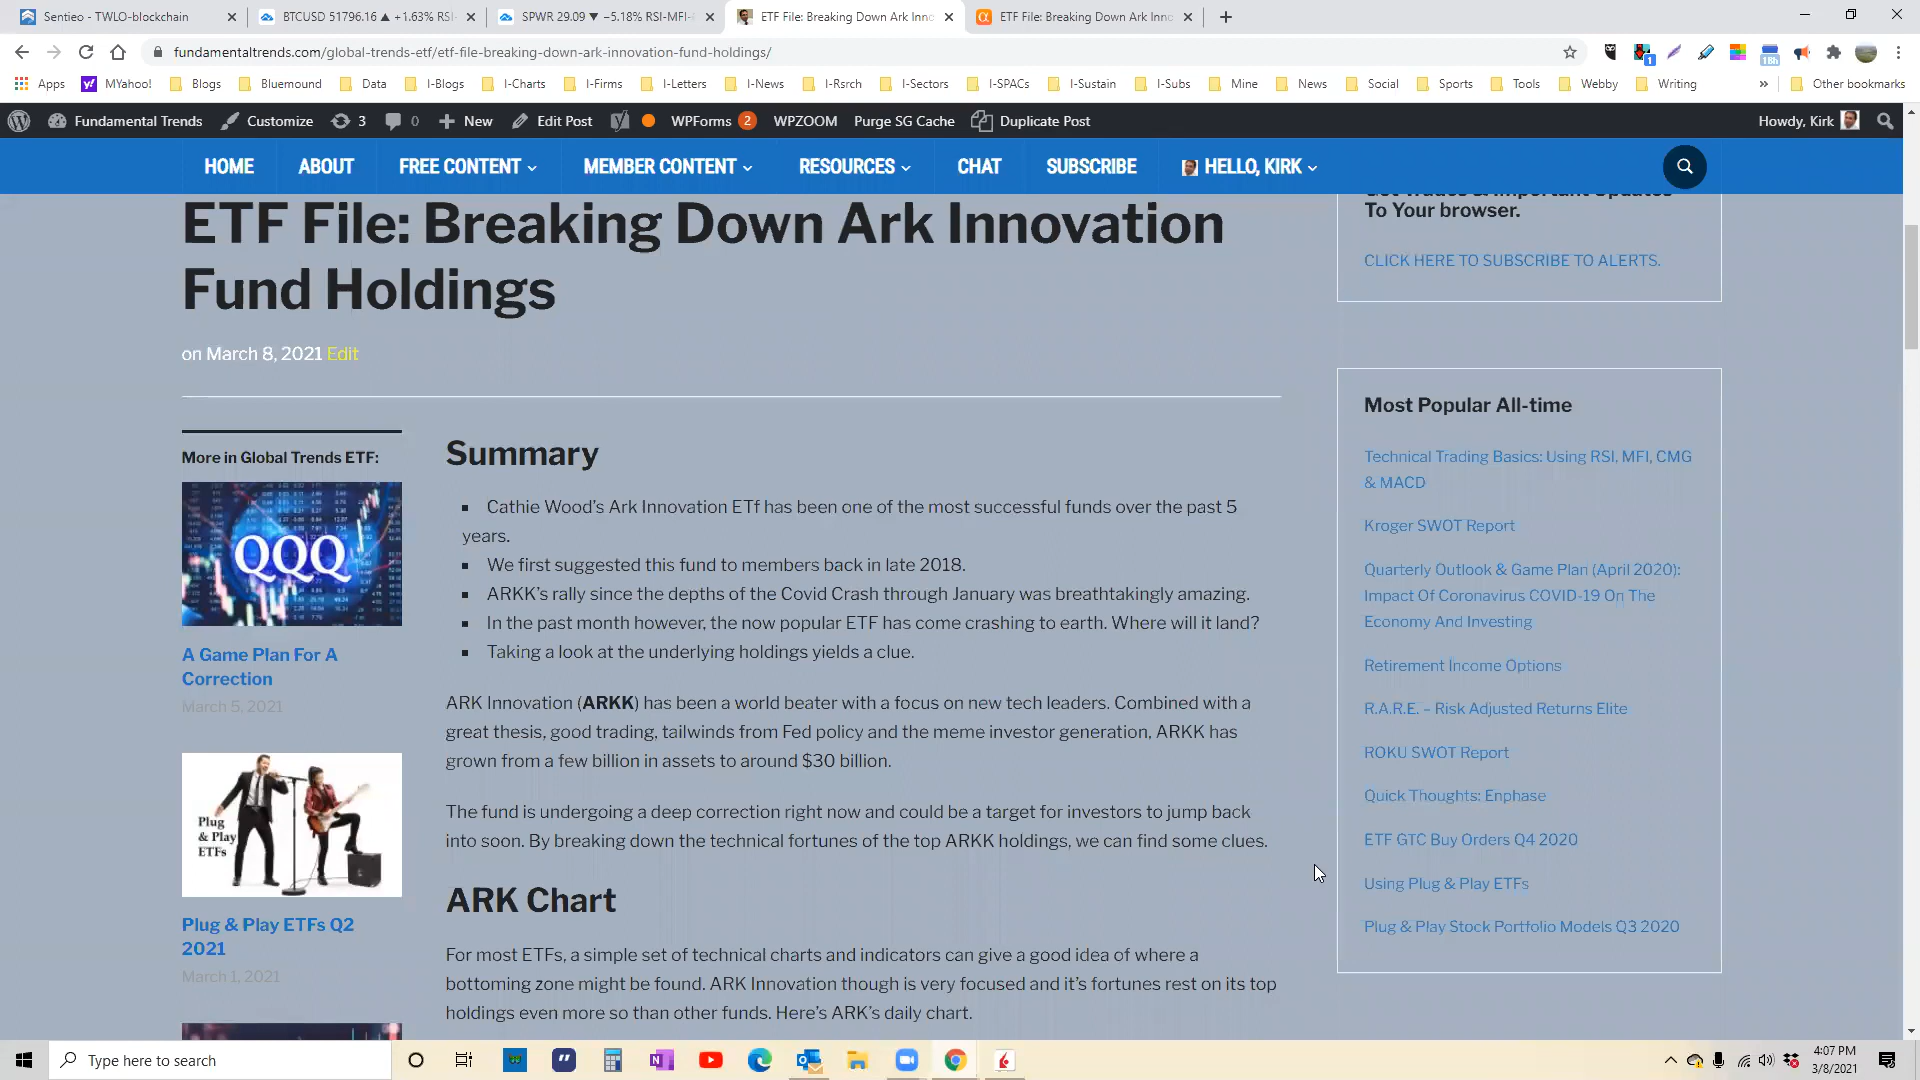 Sentieo - TWLO-blockchain
BTCUSD 51796.16 ▲ +1.63% RSI-
SPWR 29.09 ▼ −5.18% RSI-MFI-
ETF File: Breaking Down Ark Inno
ETF File: Breaking Down Ark Inno
fundamentaltrends.com/global-trends-etf/etf-file-breaking-down-ark-innovation-fund-holdings/
1
18h
Apps MYahoo! Blogs Bluemound Data I-Blogs I-Charts I-Firms I-Letters I-News I-Rsrch I-Sectors I-SPACs I-Sustain I-Subs Mine News Social Sports Tools Webby Writing » Other bookmarks
Fundamental Trends Customize 3 0 New Edit Post WPForms 2 WPZOOM Purge SG Cache Duplicate Post Howdy, Kirk
HOME ABOUT FREE CONTENT MEMBER CONTENT RESOURCES CHAT SUBSCRIBE HELLO, KIRK
ETF File: Breaking Down Ark Innovation
Fund Holdings
on March 8, 2021 Edit
More in Global Trends ETF:
QQQ
A Game Plan For A
Correction
March 5, 2021
Plug
& Play
ETFs
Plug & Play ETFs Q2
2021
March 1, 2021
Summary
▪ Cathie Wood’s Ark Innovation ETf has been one of the most successful funds over the past 5
years.
▪ We first suggested this fund to members back in late 2018.
▪ ARKK’s rally since the depths of the Covid Crash through January was breathtakingly amazing.
▪ In the past month however, the now popular ETF has come crashing to earth. Where will it land?
▪ Taking a look at the underlying holdings yields a clue.
ARK Innovation (ARKK) has been a world beater with a focus on new tech leaders. Combined with a
great thesis, good trading, tailwinds from Fed policy and the meme investor generation, ARKK has
grown from a few billion in assets to around $30 billion.
The fund is undergoing a deep correction right now and could be a target for investors to jump back
into soon. By breaking down the technical fortunes of the top ARKK holdings, we can find some clues.
ARK Chart
For most ETFs, a simple set of technical charts and indicators can give a good idea of where a
bottoming zone might be found. ARK Innovation though is very focused and it’s fortunes rest on its top
holdings even more so than other funds. Here’s ARK’s daily chart.
Get Trades & Important Updates
To Your browser.
CLICK HERE TO SUBSCRIBE TO ALERTS.
Most Popular All-time
Technical Trading Basics: Using RSI, MFI, CMG
& MACD
Kroger SWOT Report
Quarterly Outlook & Game Plan (April 2020):
Impact Of Coronavirus COVID-19 On The
Economy And Investing
Retirement Income Options
R.A.R.E. – Risk Adjusted Returns Elite
ROKU SWOT Report
Quick Thoughts: Enphase
ETF GTC Buy Orders Q4 2020
Using Plug & Play ETFs
Plug & Play Stock Portfolio Models Q3 2020
Type here to search
4:07 PM
3/8/2021